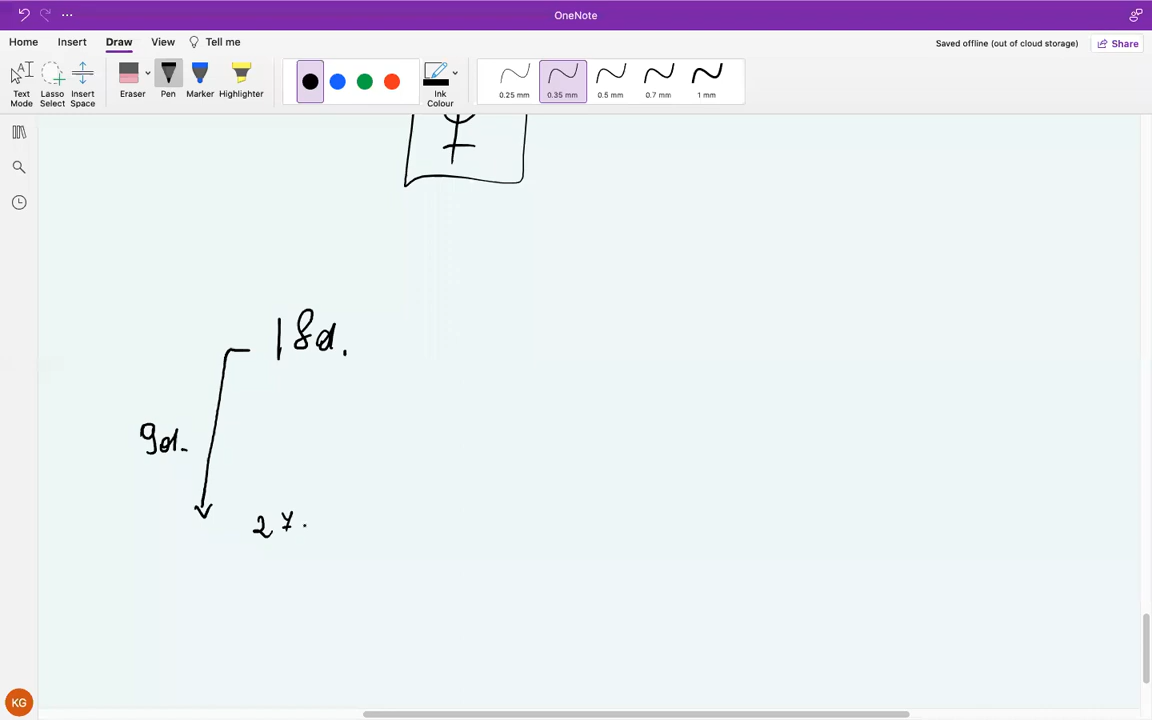 OneNote
Home Insert Draw View Tell me
Saved offline (out of cloud storage) Share
Text Mode
Lasso Select
Insert Space
Eraser
Pen
Marker
Highlighter
Ink Colour
0.25 mm
0.35 mm
0.5 mm
0.7 mm
1 mm
18d.
9d.
27.
KG